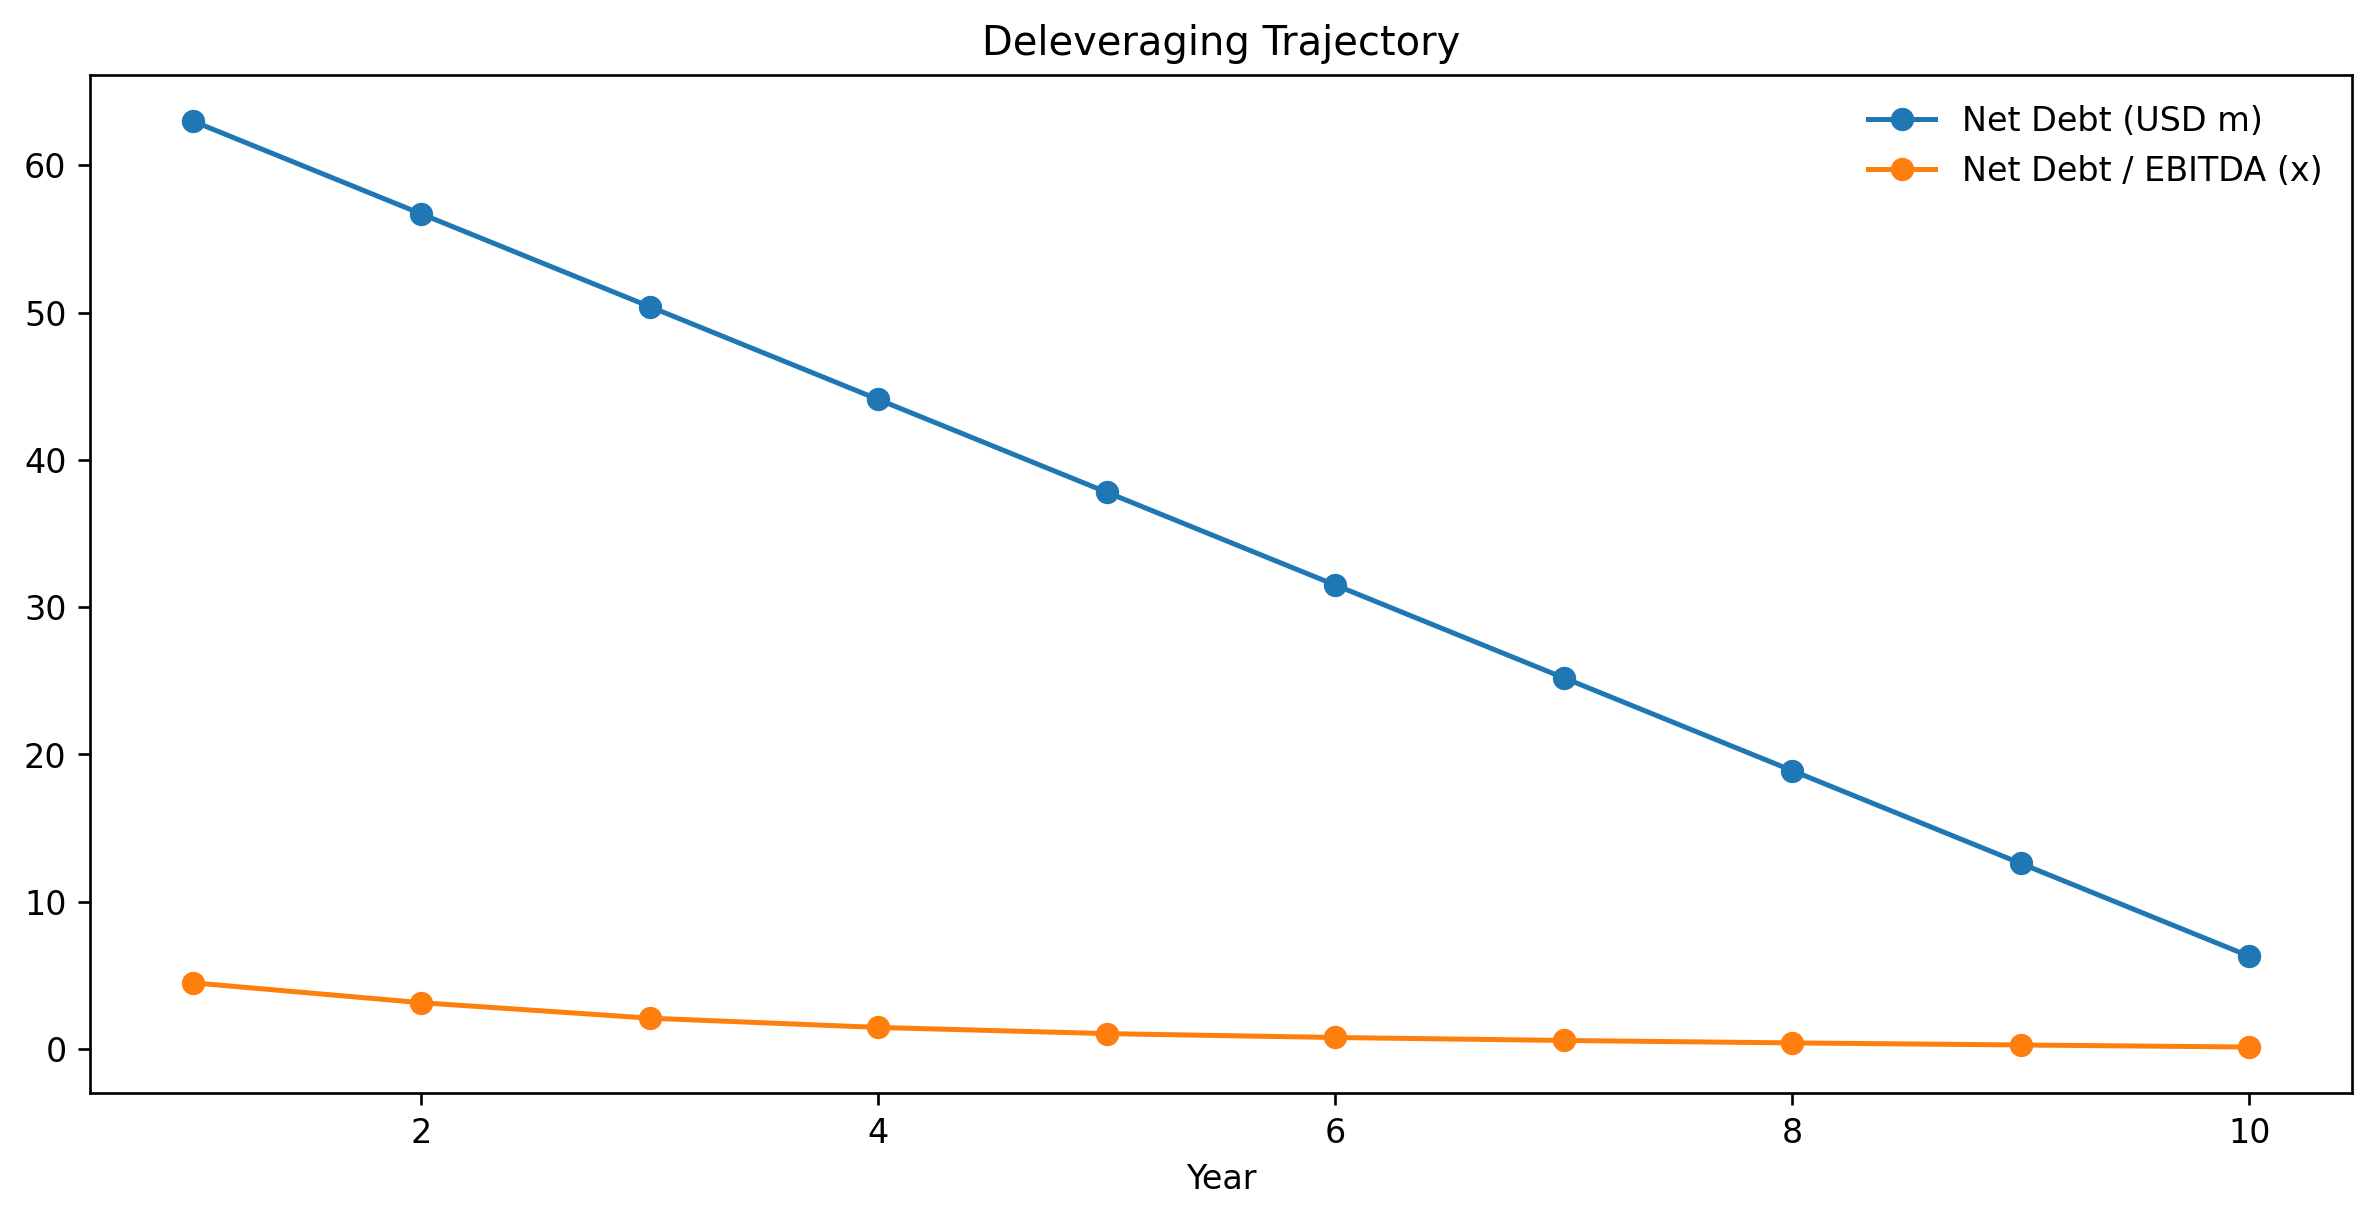 Deleveraging Trajectory
Net Debt (USD m)
Net Debt / EBITDA (x)
60
50
40
30
20
10
0
2 4 6 8 10
Year